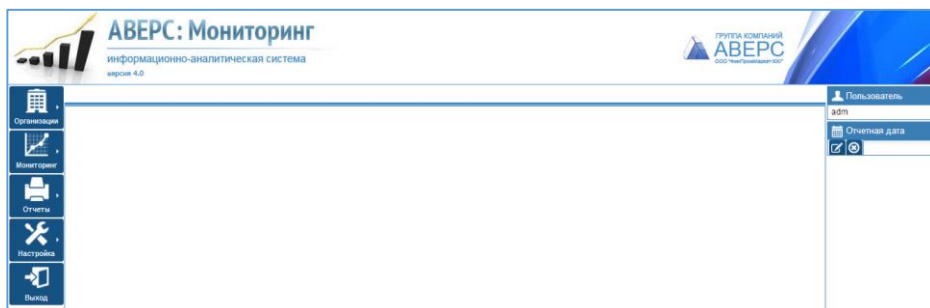 АВЕРС: Мониторинг
информационно-аналитическая система
версия 4.0
ГРУППА КОМПАНИЙ
АВЕРС
Организации
Мониторинг
Отчеты
Настройка
Выход
Пользователь
adm
Отчетная дата